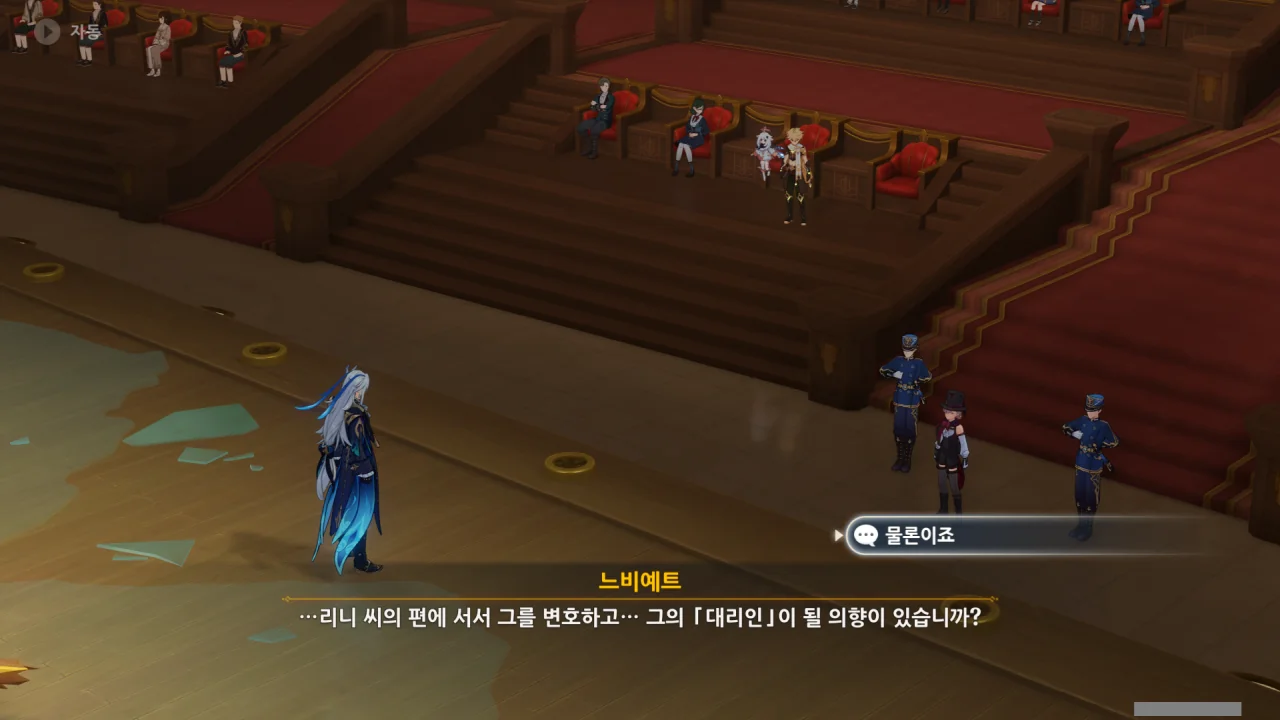 자동
물론이죠
느비예트
…리니 씨의 편에 서서 그를 변호하고… 그의 「대리인」이 될 의향이 있습니까?